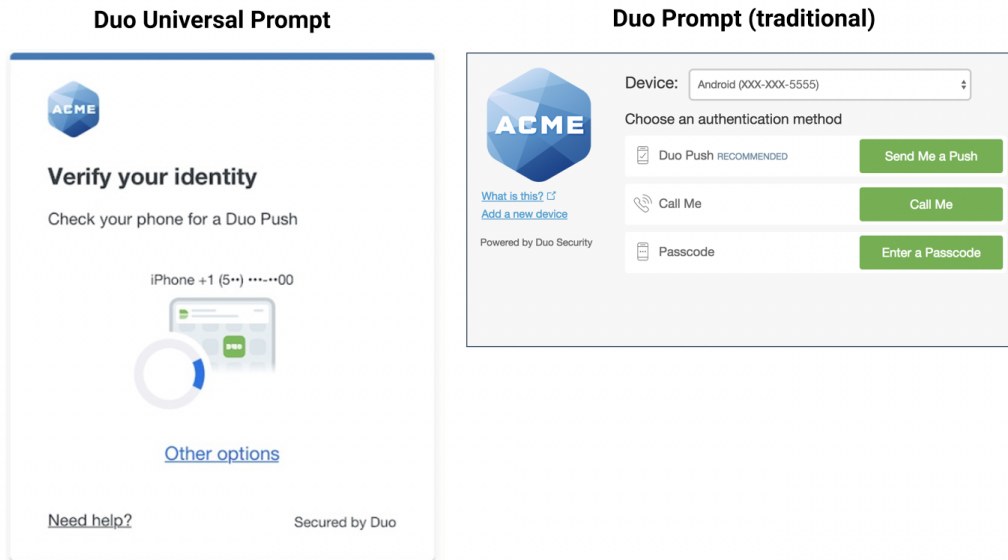 Duo Universal Prompt
ACME
Verify your identity
Check your phone for a Duo Push
iPhone +1 (5••) •••-••00
DUO
Other options
Need help?
Secured by Duo
Duo Prompt (traditional)
ACME
What is this?
Add a new device
Powered by Duo Security
Device: Android (XXX-XXX-5555)
Choose an authentication method
Duo Push RECOMMENDED Send Me a Push
Call Me Call Me
Passcode Enter a Passcode